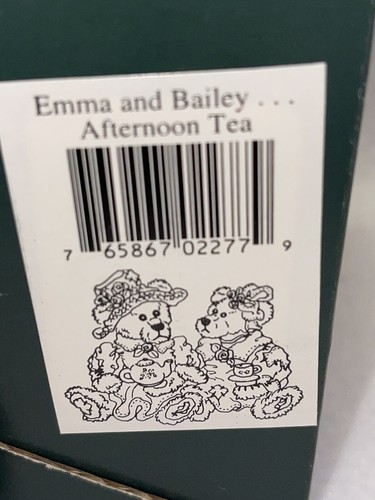 Emma and Bailey . . .
Afternoon Tea
7 65867 02277 9